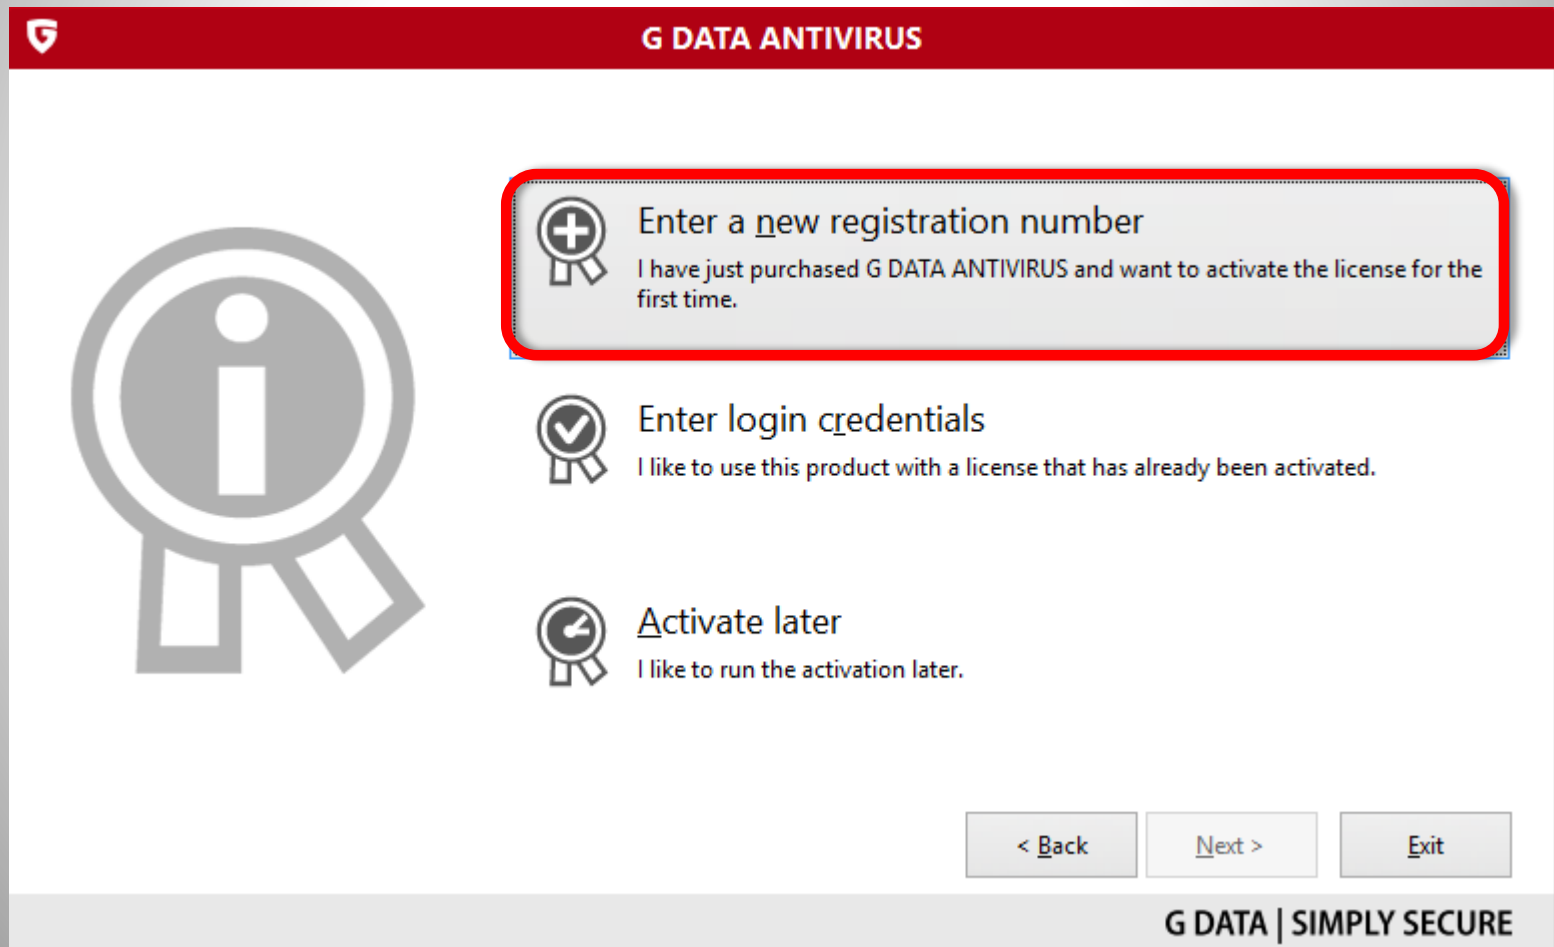 G DATA ANTIVIRUS
Enter a new registration number
I have just purchased G DATA ANTIVIRUS and want to activate the license for the
first time.
Enter login credentials
I like to use this product with a license that has already been activated.
Activate later
I like to run the activation later.
< Back
Next >
Exit
G DATA | SIMPLY SECURE